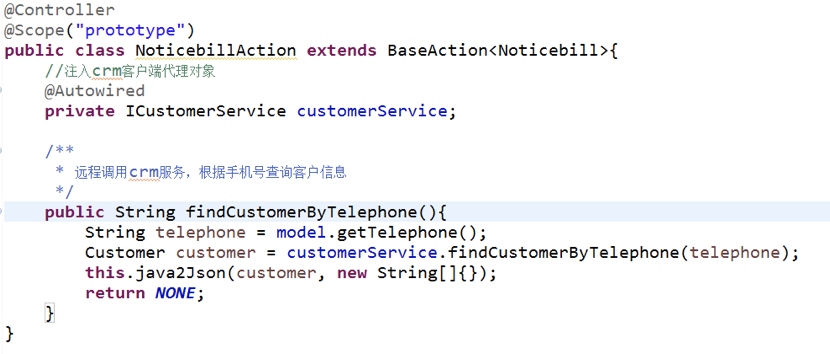 @Controller
@Scope("prototype")
public class NoticebillAction extends BaseAction<Noticebill>{
//注入crm客户端代理对象
@Autowired
private ICustomerService customerService;
/**
* 远程调用crm服务，根据手机号查询客户信息
*/
public String findCustomerByTelephone(){
String telephone = model.getTelephone();
Customer customer = customerService.findCustomerByTelephone(telephone);
this.java2Json(customer, new String[]{});
return NONE;
}
}